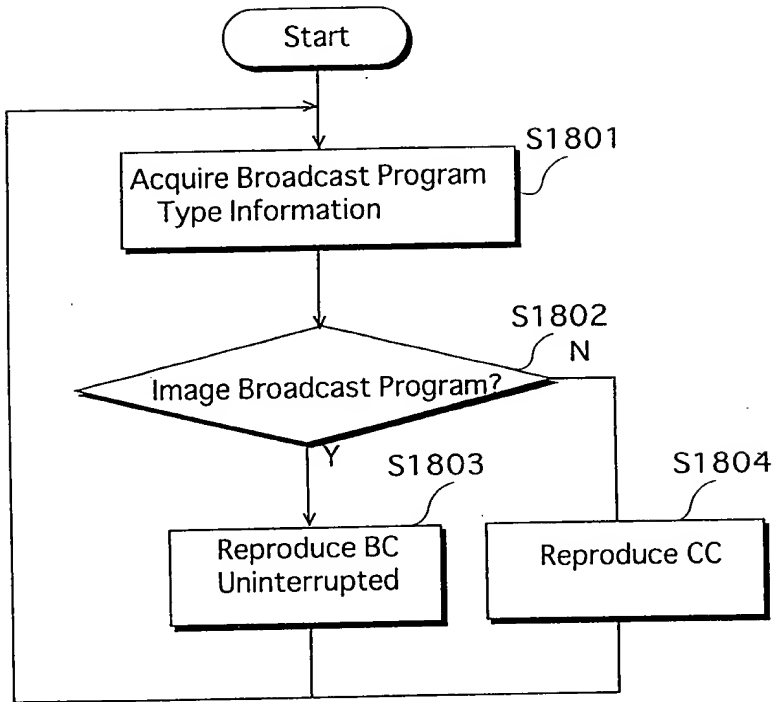 Start
S1801
Acquire Broadcast Program
Type Information
S1802
N
Image Broadcast Program?
Y
S1803
S1804
Reproduce BC
Uninterrupted
Reproduce CC